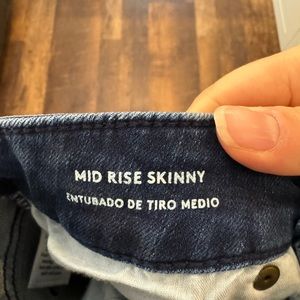 MID RISE SKINNY
ENTUBADO DE TIRO MEDIO